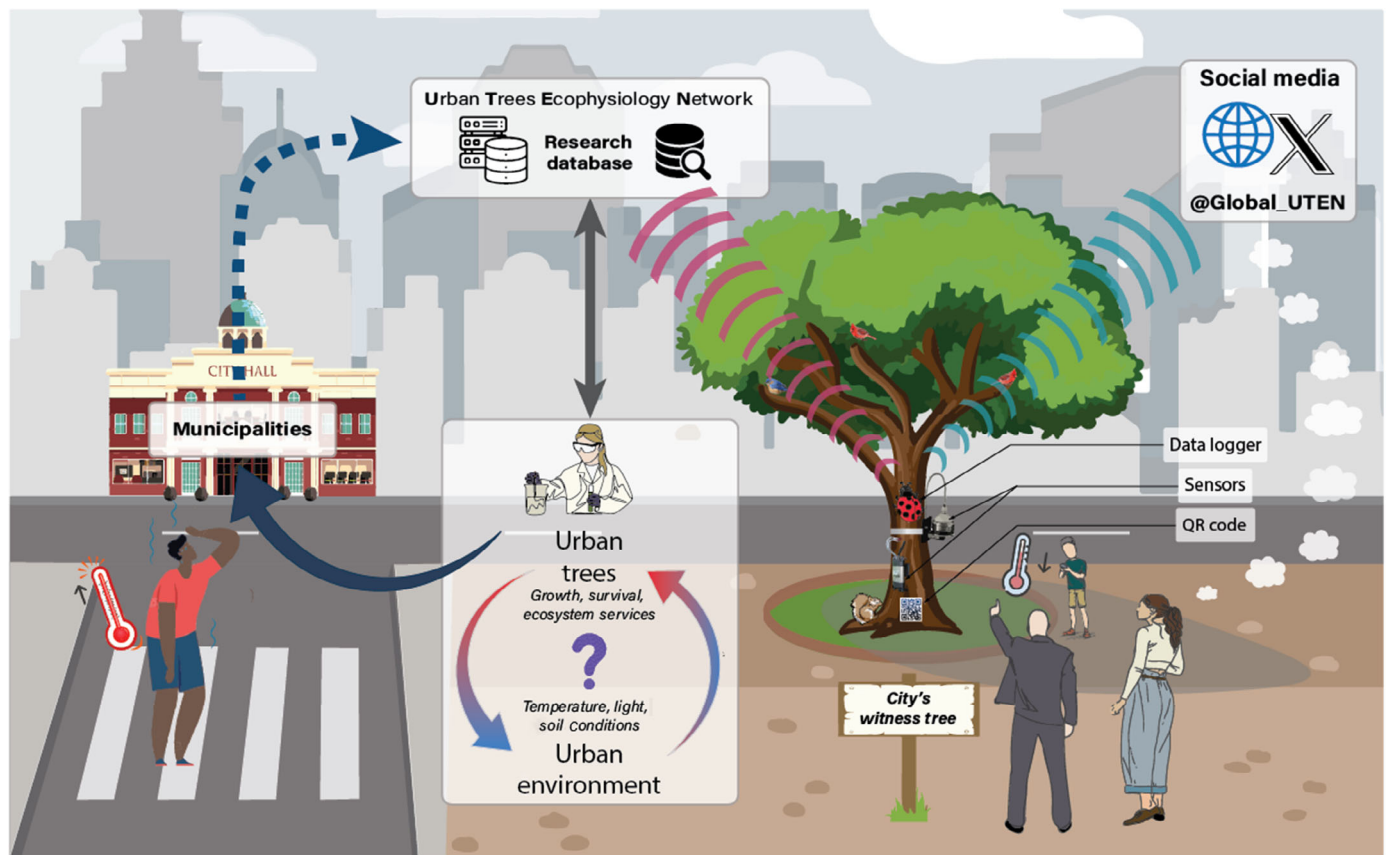 Urban Trees Ecophysiology Network
Research
database
Social media
X
@Global_UTEN
CITY HALL
Municipalities
Data logger
Sensors
QR code
Urban
trees
Growth, survival,
ecosystem services
?
Temperature, light,
soil conditions
Urban
environment
City's
witness tree